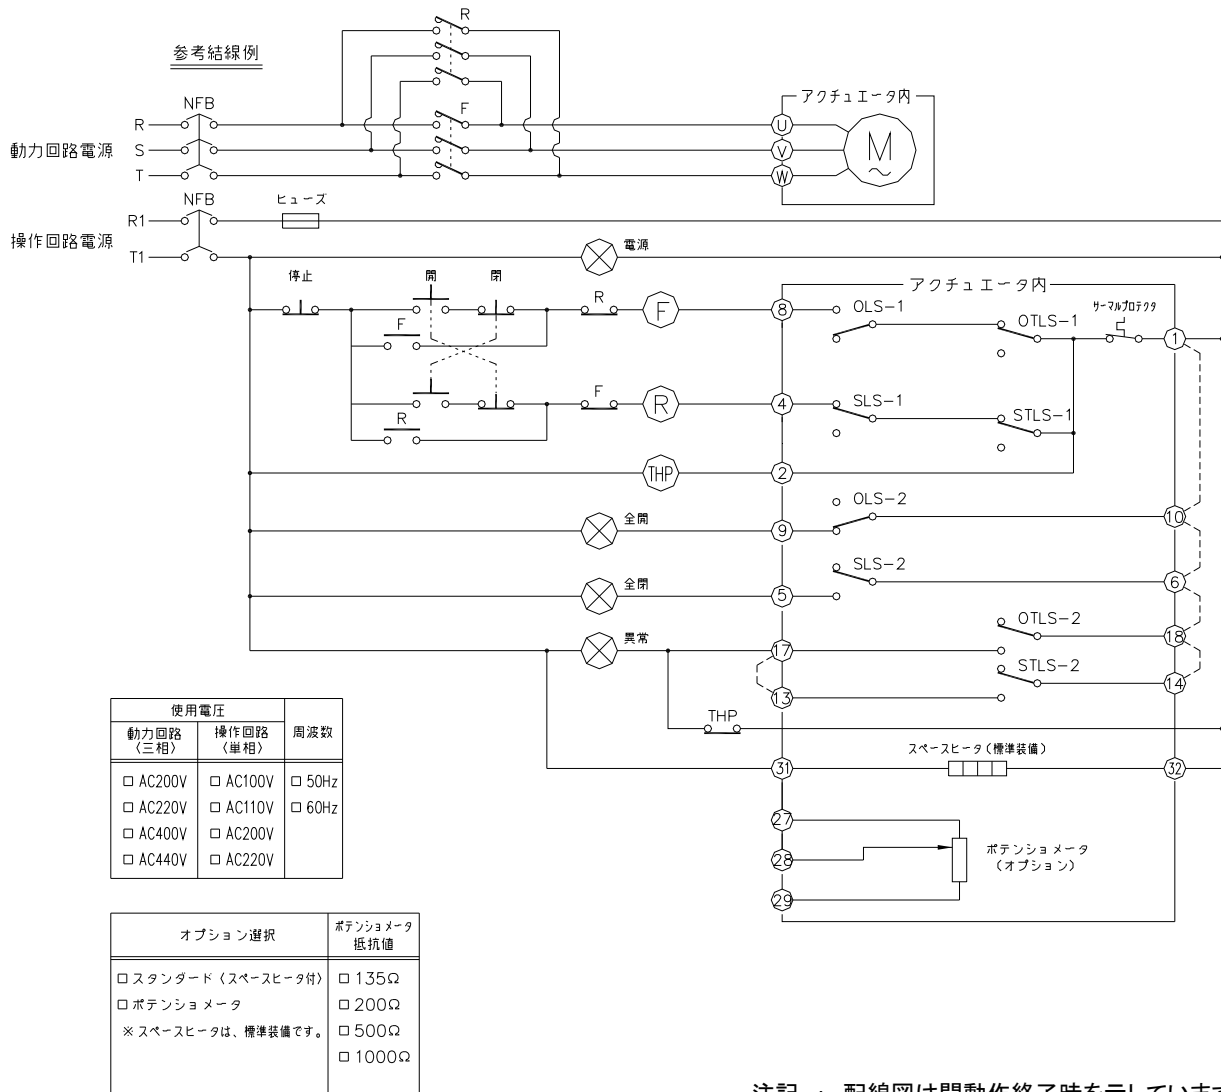 参考結線例
R
F
アクチュエータ内
NFB
R
S
T
動力回路電源
U
V
W
M
NFB
R1
T1
操作回路電源
ヒューズ
電源
停止
開
閉
F
R
F
R
F
R
THP
全開
全閉
異常
アクチュエータ内
8
OLS-1
OTLS-1
サーマルプロテクタ
1
4
SLS-1
STLS-1
2
OLS-2
9
10
SLS-2
5
6
OTLS-2
17
18
STLS-2
13
14
THP
スペースヒータ(標準装備)
31
32
27
28
29
ポテンショメータ
(オプション)
使用電圧
動力回路
(三相)
操作回路
(単相)
周波数
□ AC200V □ AC100V □ 50Hz
□ AC220V □ AC110V □ 60Hz
□ AC400V □ AC200V
□ AC440V □ AC220V
オプション選択
ポテンショメータ
抵抗値
□ スタンダード (スペースヒータ付) □ 135Ω
□ ポテンショメータ □ 200Ω
※ スペースヒータは、標準装備です。 □ 500Ω
□ 1000Ω